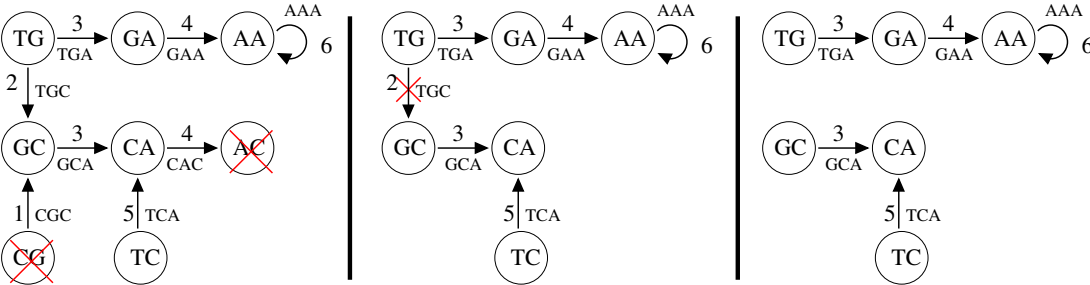 3 4 AAA
TG GA AA 6
TGA GAA
2 TGC
3 4
GC CA AC
GCA CAC
1 CGC 5 TCA
CG TC
3 4 AAA
TG GA AA 6
TGA GAA
2 TGC
3
GC CA
GCA
5 TCA
TC
3 4 AAA
TG GA AA 6
TGA GAA
3
GC CA
GCA
5 TCA
TC